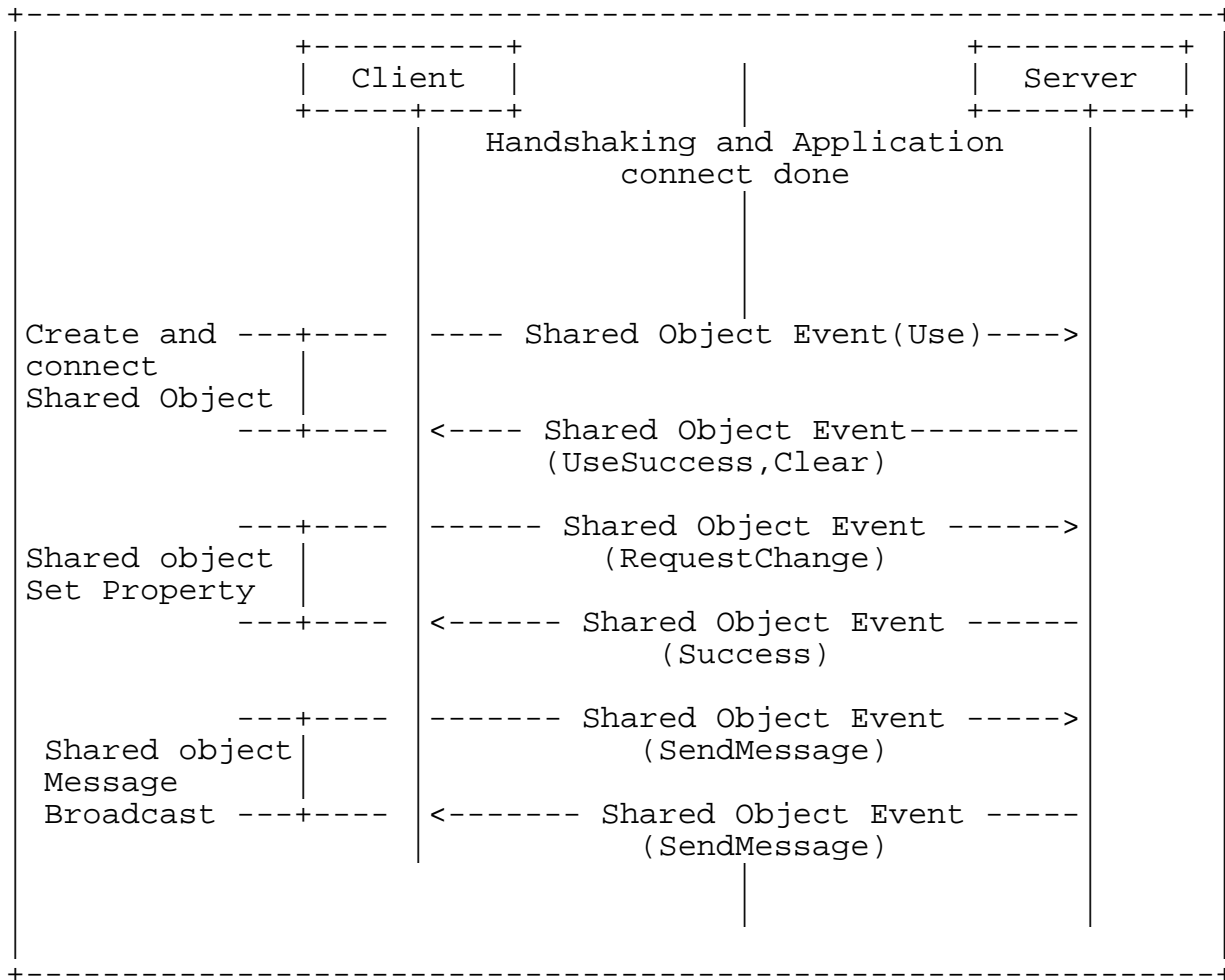 Client
Server
Handshaking and Application
connect done
Create and ---+---- ---- Shared Object Event(Use)---->
connect
Shared Object
---+---- <---- Shared Object Event---------
(UseSuccess,Clear)
---+---- ------ Shared Object Event ------>
Shared object (RequestChange)
Set Property
---+---- <------ Shared Object Event ------
(Success)
---+---- ------- Shared Object Event ----->
Shared object (SendMessage)
Message
Broadcast ---+---- <------- Shared Object Event -----
(SendMessage)